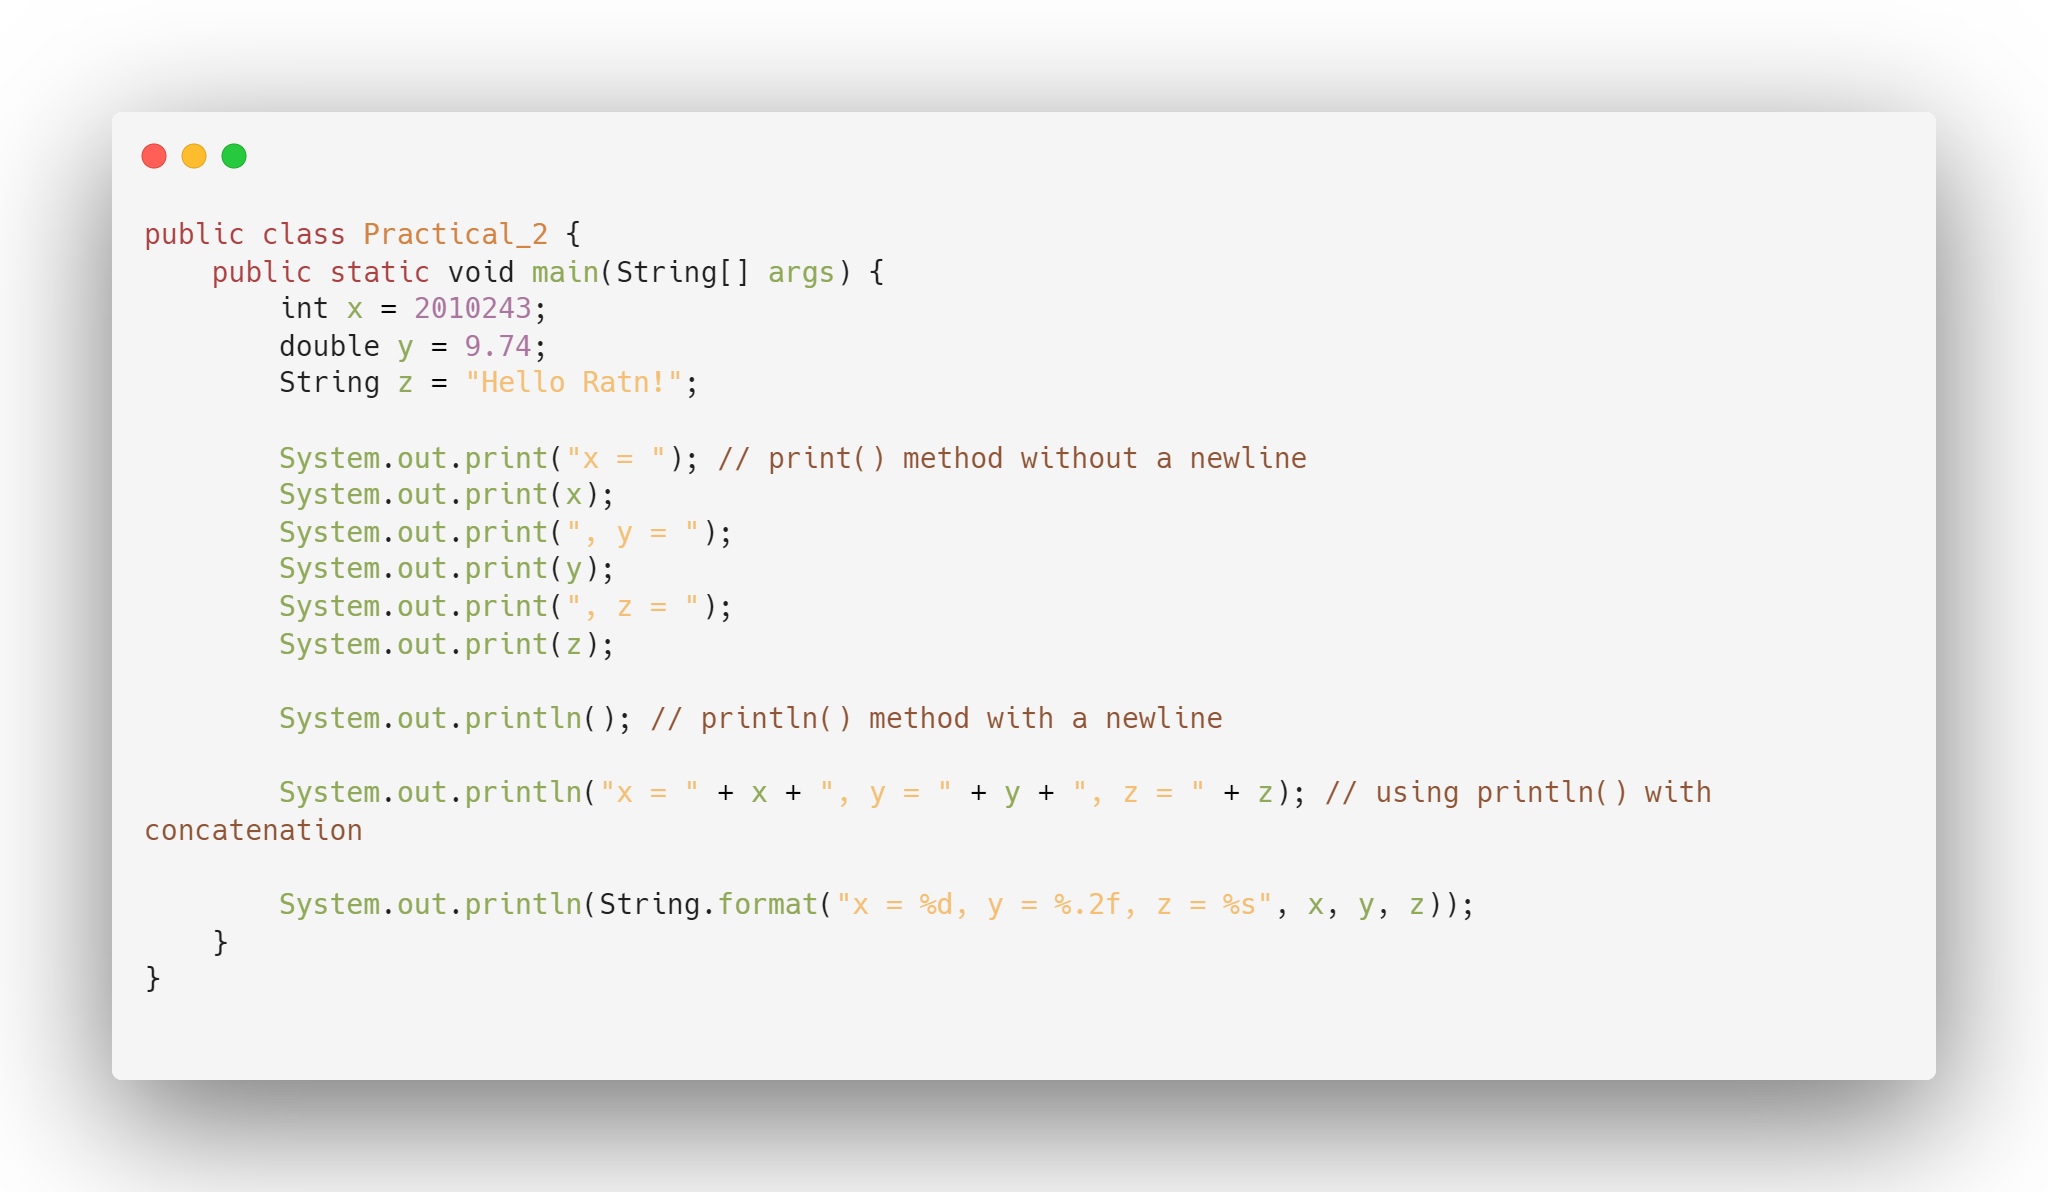 public class Practical_2 {
    public static void main(String[] args) {
        int x = 2010243;
        double y = 9.74;
        String z = "Hello Ratn!";

        System.out.print("x = "); // print() method without a newline
        System.out.print(x);
        System.out.print(", y = ");
        System.out.print(y);
        System.out.print(", z = ");
        System.out.print(z);

        System.out.println(); // println() method with a newline

        System.out.println("x = " + x + ", y = " + y + ", z = " + z); // using println() with
concatenation

        System.out.println(String.format("x = %d, y = %.2f, z = %s", x, y, z));
    }
}